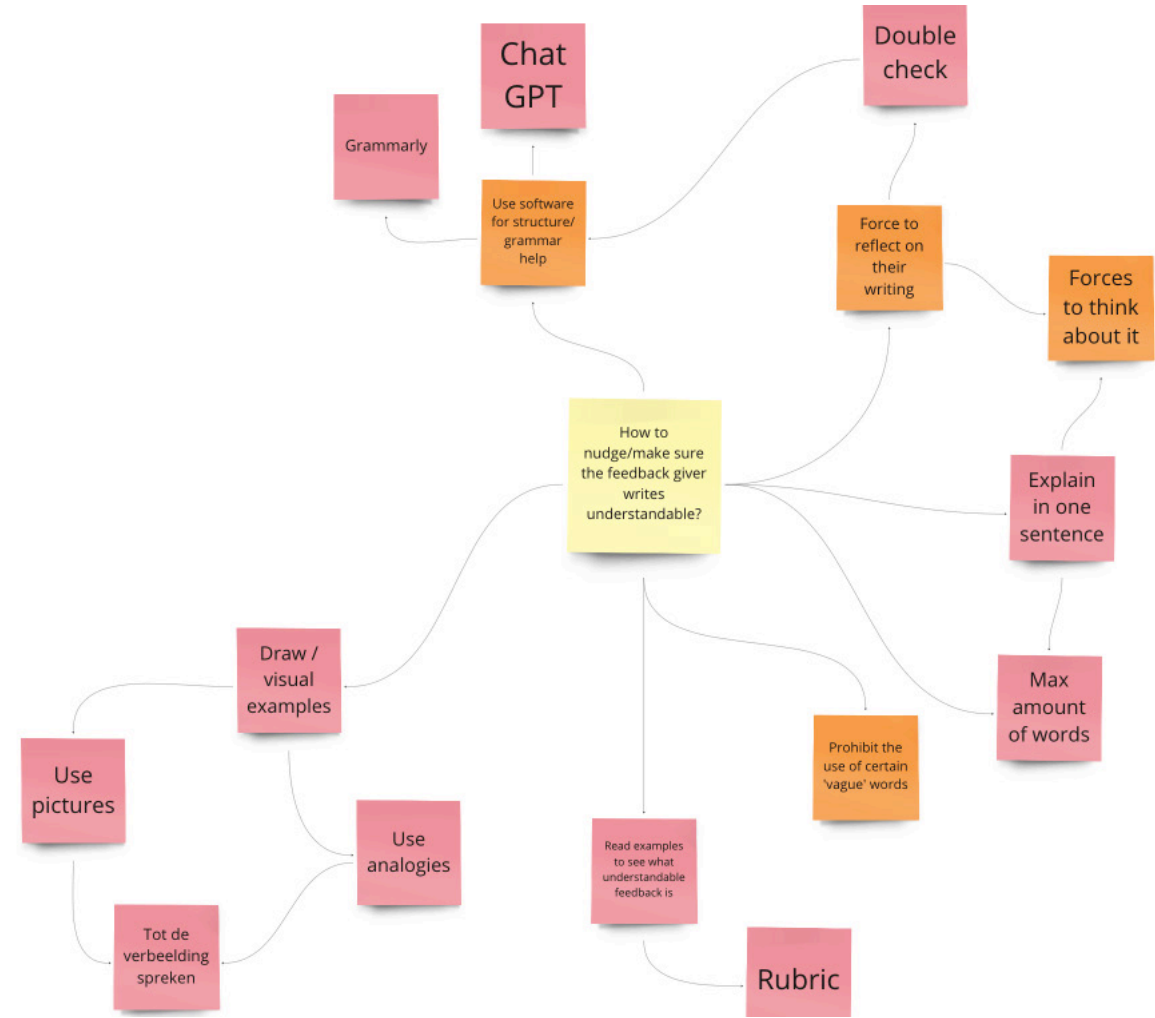 Chat
GPT
Double
check
Grammarly
Use software
for structure/
grammar
help
Force to
reflect on
their
writing
Forces
to think
about it
How to
nudge/make sure
the feedback giver
writes
understandable?
Explain
in one
sentence
Draw /
visual
examples
Max
amount
of words
Prohibit the
use of certain
'vague' words
Use
pictures
Use
analogies
Read examples
to see what
understandable
feedback is
Tot de
verbeelding
spreken
Rubric